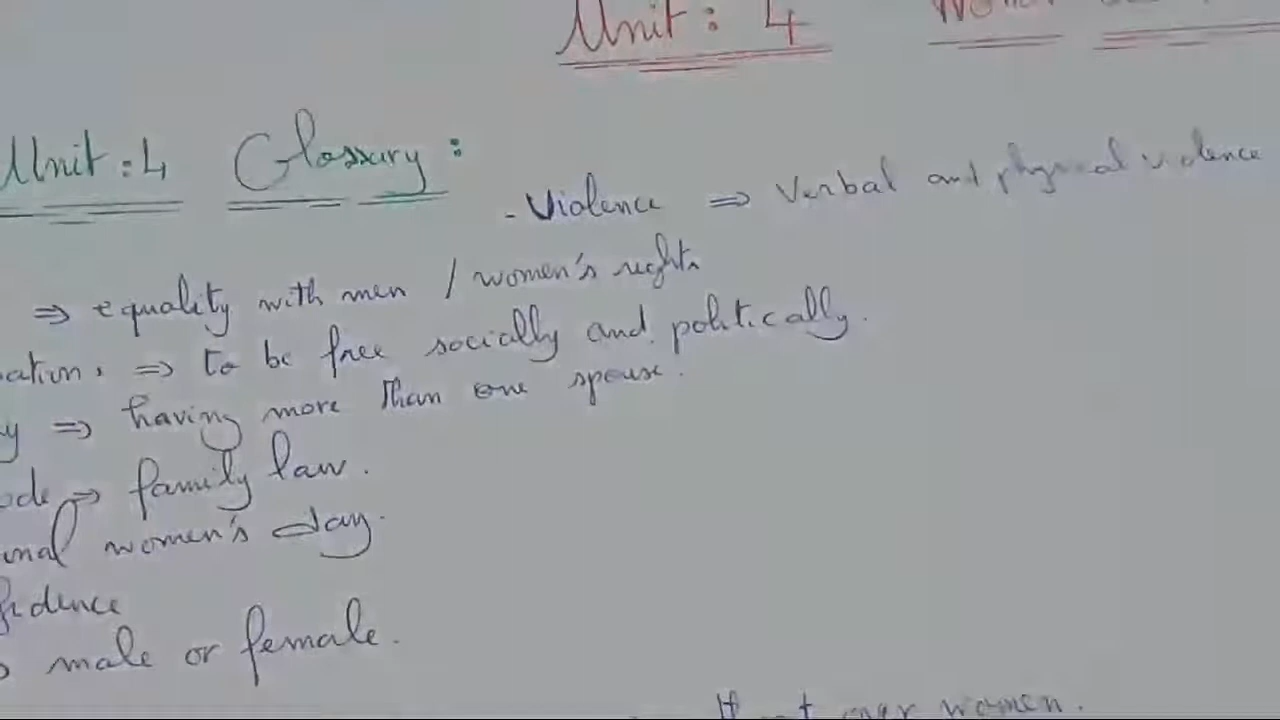 Unit : 4
Unit : 4 Glossary :
- Violence ⇒ Verbal and physical violence
⇒ equality with men / women's rights
ation, ⇒ to be free socially and politically.
y ⇒ having more than one spouse.
ode ⇒ family law.
onal women's day.
fidence
male or female.
over women.